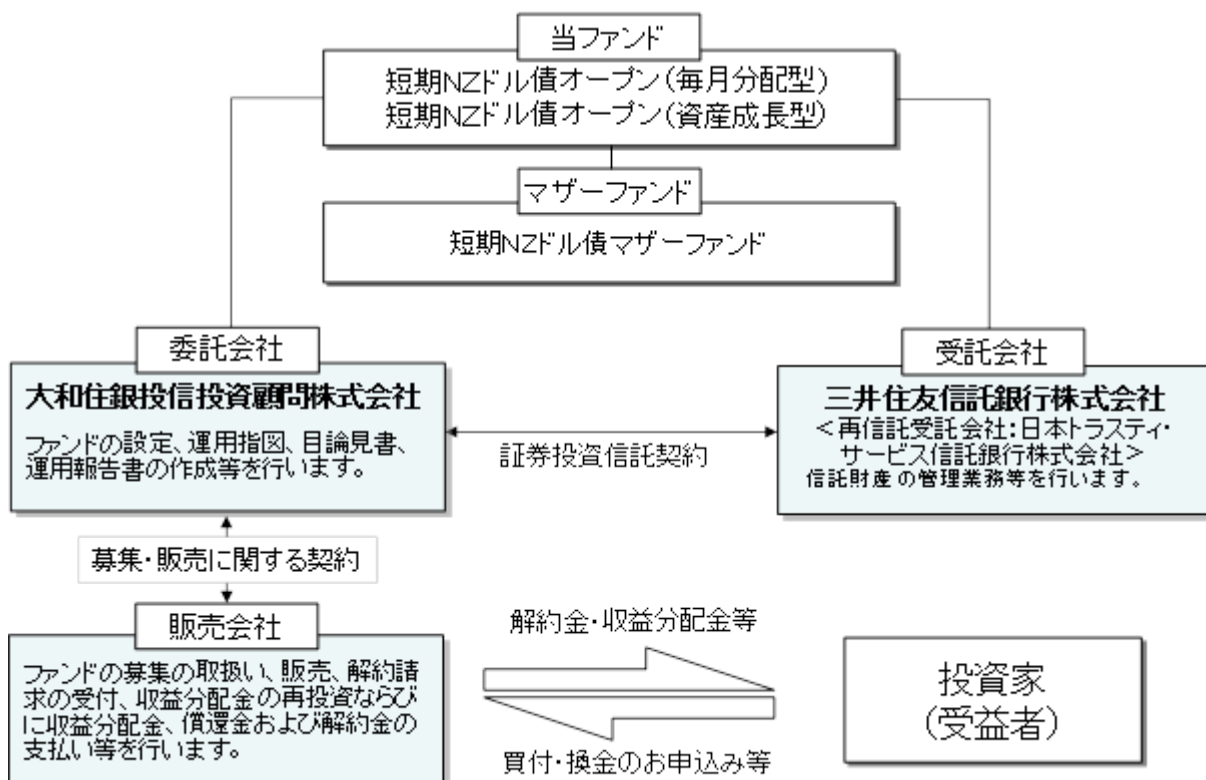 当ファンド
短期NZドル債オープン(毎月分配型)
短期NZドル債オープン(資産成長型)
マザーファンド
短期NZドル債マザーファンド
委託会社
大和住銀投信投資顧問株式会社
ファンドの設定、運用指図、目論見書、
運用報告書の作成等を行います。
証券投資信託契約
受託会社
三井住友信託銀行株式会社
＜再信託受託会社:日本トラスティ・
サービス信託銀行株式会社＞
信託財産の管理業務等を行います。
募集・販売に関する契約
販売会社
ファンドの募集の取扱い、販売、解約請
求の受付、収益分配金の再投資ならび
に収益分配金、償還金および解約金の
支払い等を行います。
解約金・収益分配金等
買付・換金のお申込み等
投資家
(受益者)